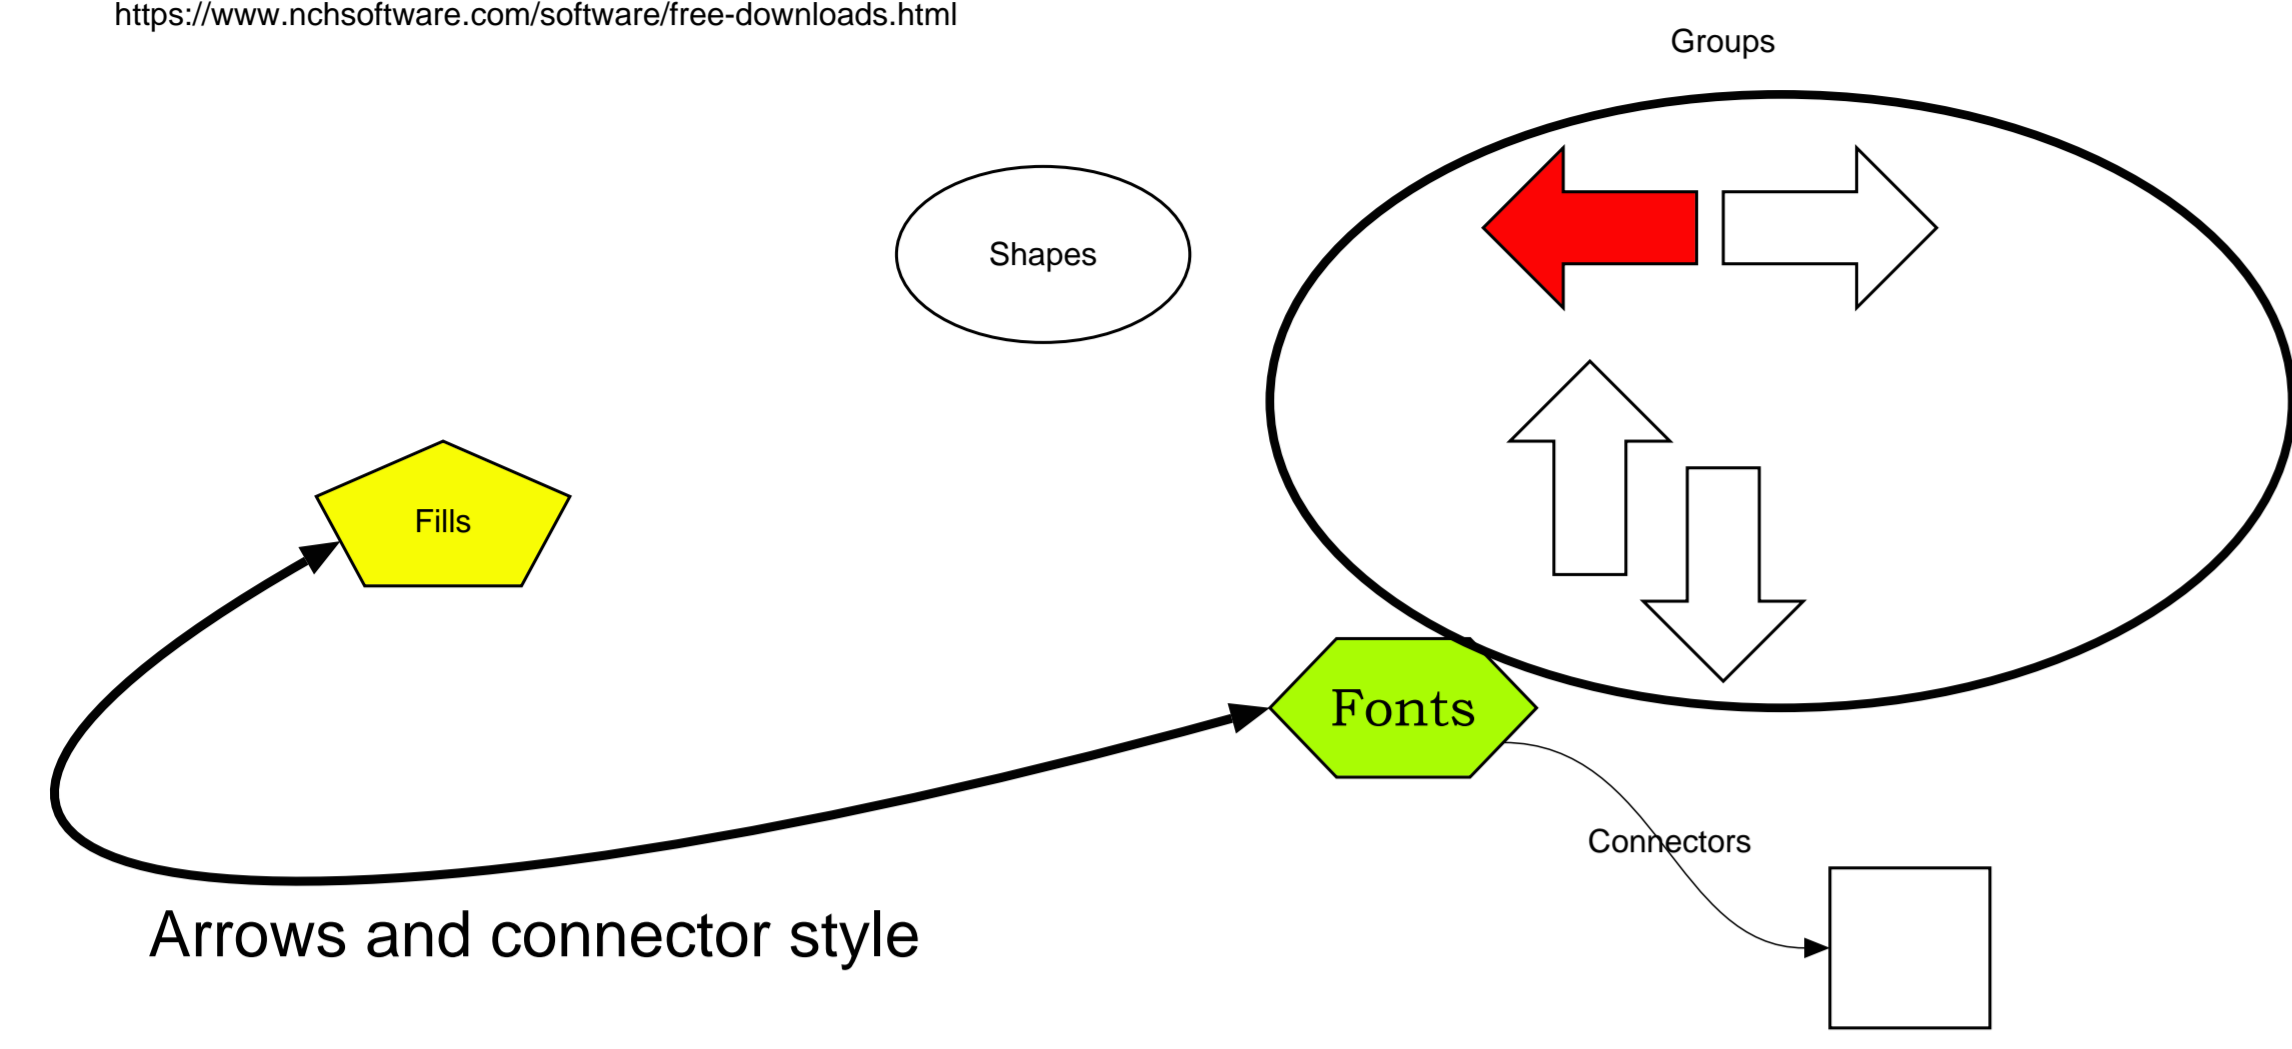 https://www.nchsoftware.com/software/free-downloads.html
Groups
Shapes
Fills
Fonts
Connectors
Arrows and connector style